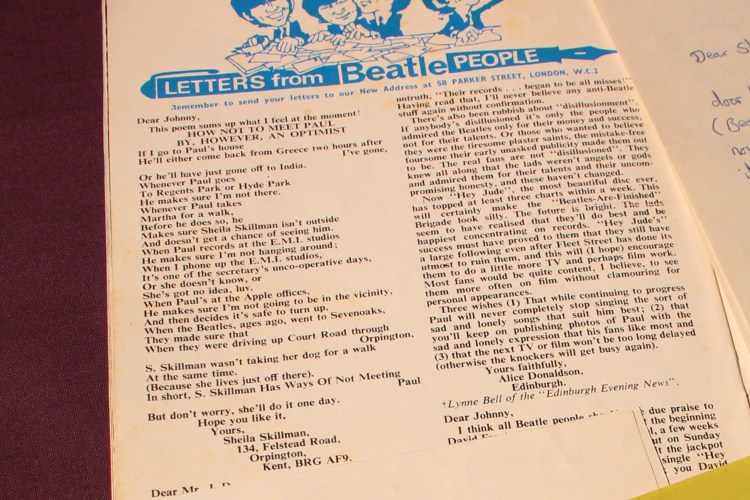 LETTERS from Beatle PEOPLE
Remember to send your letters to our New Address at 58 PARKER STREET, LONDON, W.C.2
Dear Johnny,
This poem sums up what I feel at the moment!
HOW NOT TO MEET PAUL
BY, HOWEVER, AN OPTIMIST
If I go to Paul's house
He'll either come back from Greece two hours after
I've gone,
Or he'll have just gone off to India.
Whenever Paul goes
To Regents Park or Hyde Park
He makes sure I'm not there.
Whenever Paul takes
Martha for a walk,
Before he does so, he
Makes sure Sheila Skillman isn't outside
And doesn't get a chance of seeing him.
When Paul records at the E.M.I. studios
He makes sure I'm not hanging around;
When I phone up the E.M.I. studios,
It's one of the secretary's unco-operative days,
Or she doesn't know, or
She's got no idea, luv.
When Paul's at the Apple offices,
He makes sure I'm not going to be in the vicinity,
And then decides it's safe to turn up.
When the Beatles, ages ago, went to Sevenoaks,
They made sure that
When they were driving up Court Road through
Orpington,
S. Skillman wasn't taking her dog for a walk
At the same time.
(Because she lives just off there).
In short, S. Skillman Has Ways Of Not Meeting
Paul
But don't worry, she'll do it one day.
Hope you like it,
Yours,
Sheila Skillman,
134, Felstead Road,
Orpington,
Kent, BRG AF9.
Dear Mr.
untruth, "Their records . . . began to be all misses!"
Having read that, I'll never believe any anti-Beatle
stuff again without confirmation.
There's also been rubbish about "disillusionment".
If anybody's disillusioned it's only the people who
admired the Beatles only for their money and success,
not for their talents. Or those who wanted to believe
they were the tiresome plaster saints, the mistake-free
foursome their early unasked publicity made them out
to be. The real fans are not "disillusioned". They
knew all along that the lads weren't angels or gods
and admired them for their talents and their uncom-
promising honesty, and these haven't changed.
Now "Hey Jude", the most beautiful disc ever,
has topped at least three charts within a week. This
will certainly make the "Beatles-Are-Finished"
Brigade look silly. The future is bright. The lads
seem to have realised that they'll do best and be
happiest concentrating on records. "Hey Jude's"
success must have proved to them that they still have
a large following even after Fleet Street has done its
utmost to ruin them, and this will (I hope) encourage
them to do a little more TV and perhaps film work.
Most fans would be quite content, I believe, to see
them more often on film without clamouring for
personal appearances.
Three wishes (1) That while continuing to progress
Paul will never completely stop singing the sort of
sad and lonely songs that suit him best; (2) that
you'll keep on publishing photos of Paul with the
sad and lonely expression that his fans like most and
(3) that the next TV or film won't be too long delayed
(otherwise the knockers will get busy again).
Yours faithfully,
Alice Donaldson,
Edinburgh.
+Lynne Bell of the "Edinburgh Evening News".
Dear Johnny,
I think all Beatle people
David
due praise to
the beginning
a few weeks
on Sunday
the jackpot
single "Hey
you David
Dear